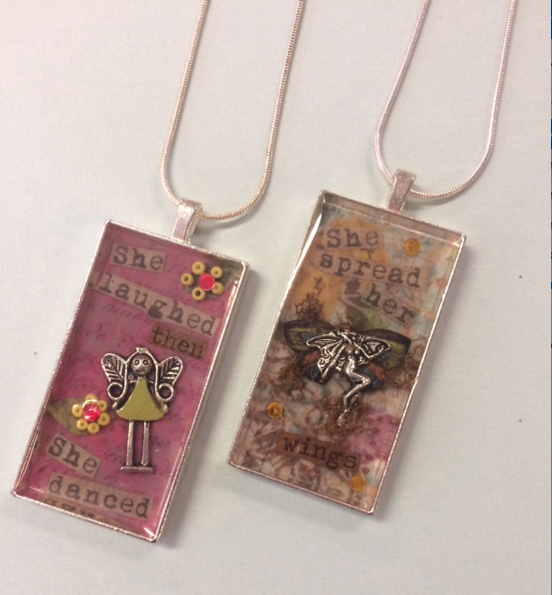 She
laughed
then
She
danced
She
spread
her
wings